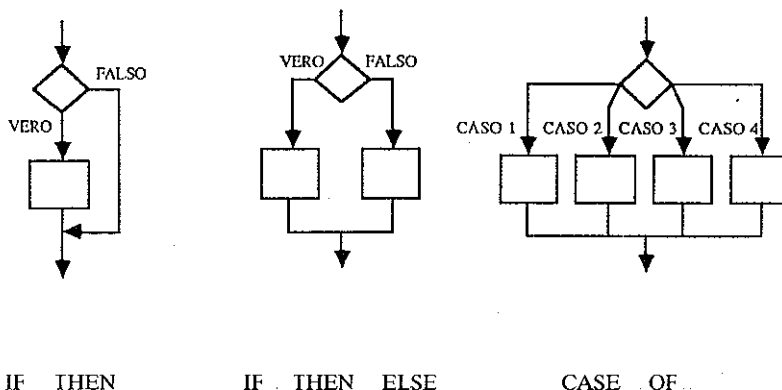 VERO FALSO
FALSO
VERO
CASO 1 CASO 2 CASO 3 CASO 4
IF THEN IF THEN ELSE CASE OF